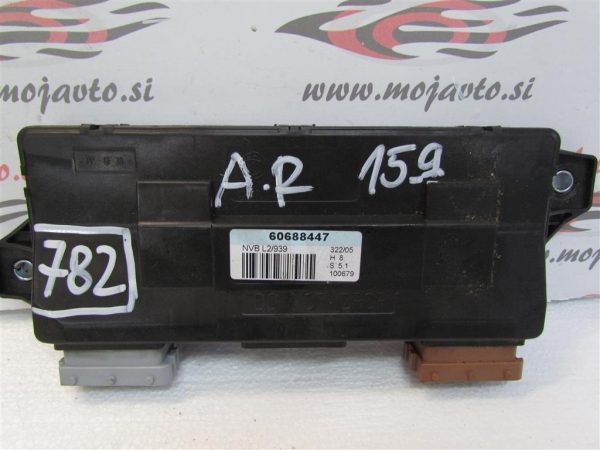 www.mojavto.si
www.mojavto.si
A.R 159
60688447
NVB L2/939 322/05
H 8
S 5.1
100679
782